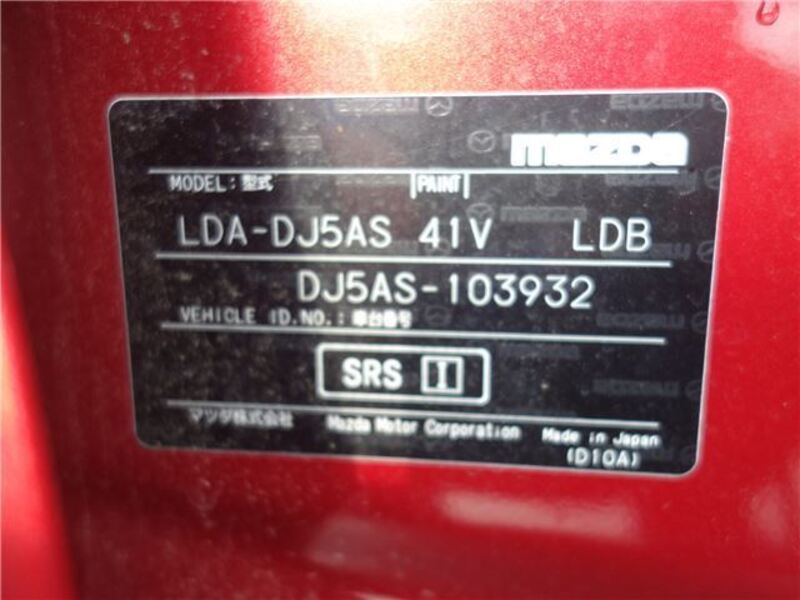 mazda
MODEL:型式 PAINT
LDA-DJ5AS 41V LDB
DJ5AS-103932
VEHICLE ID.NO.:車台番号
SRS I
マツダ株式会社 Mazda Motor Corporation Made in Japan
(D10A)